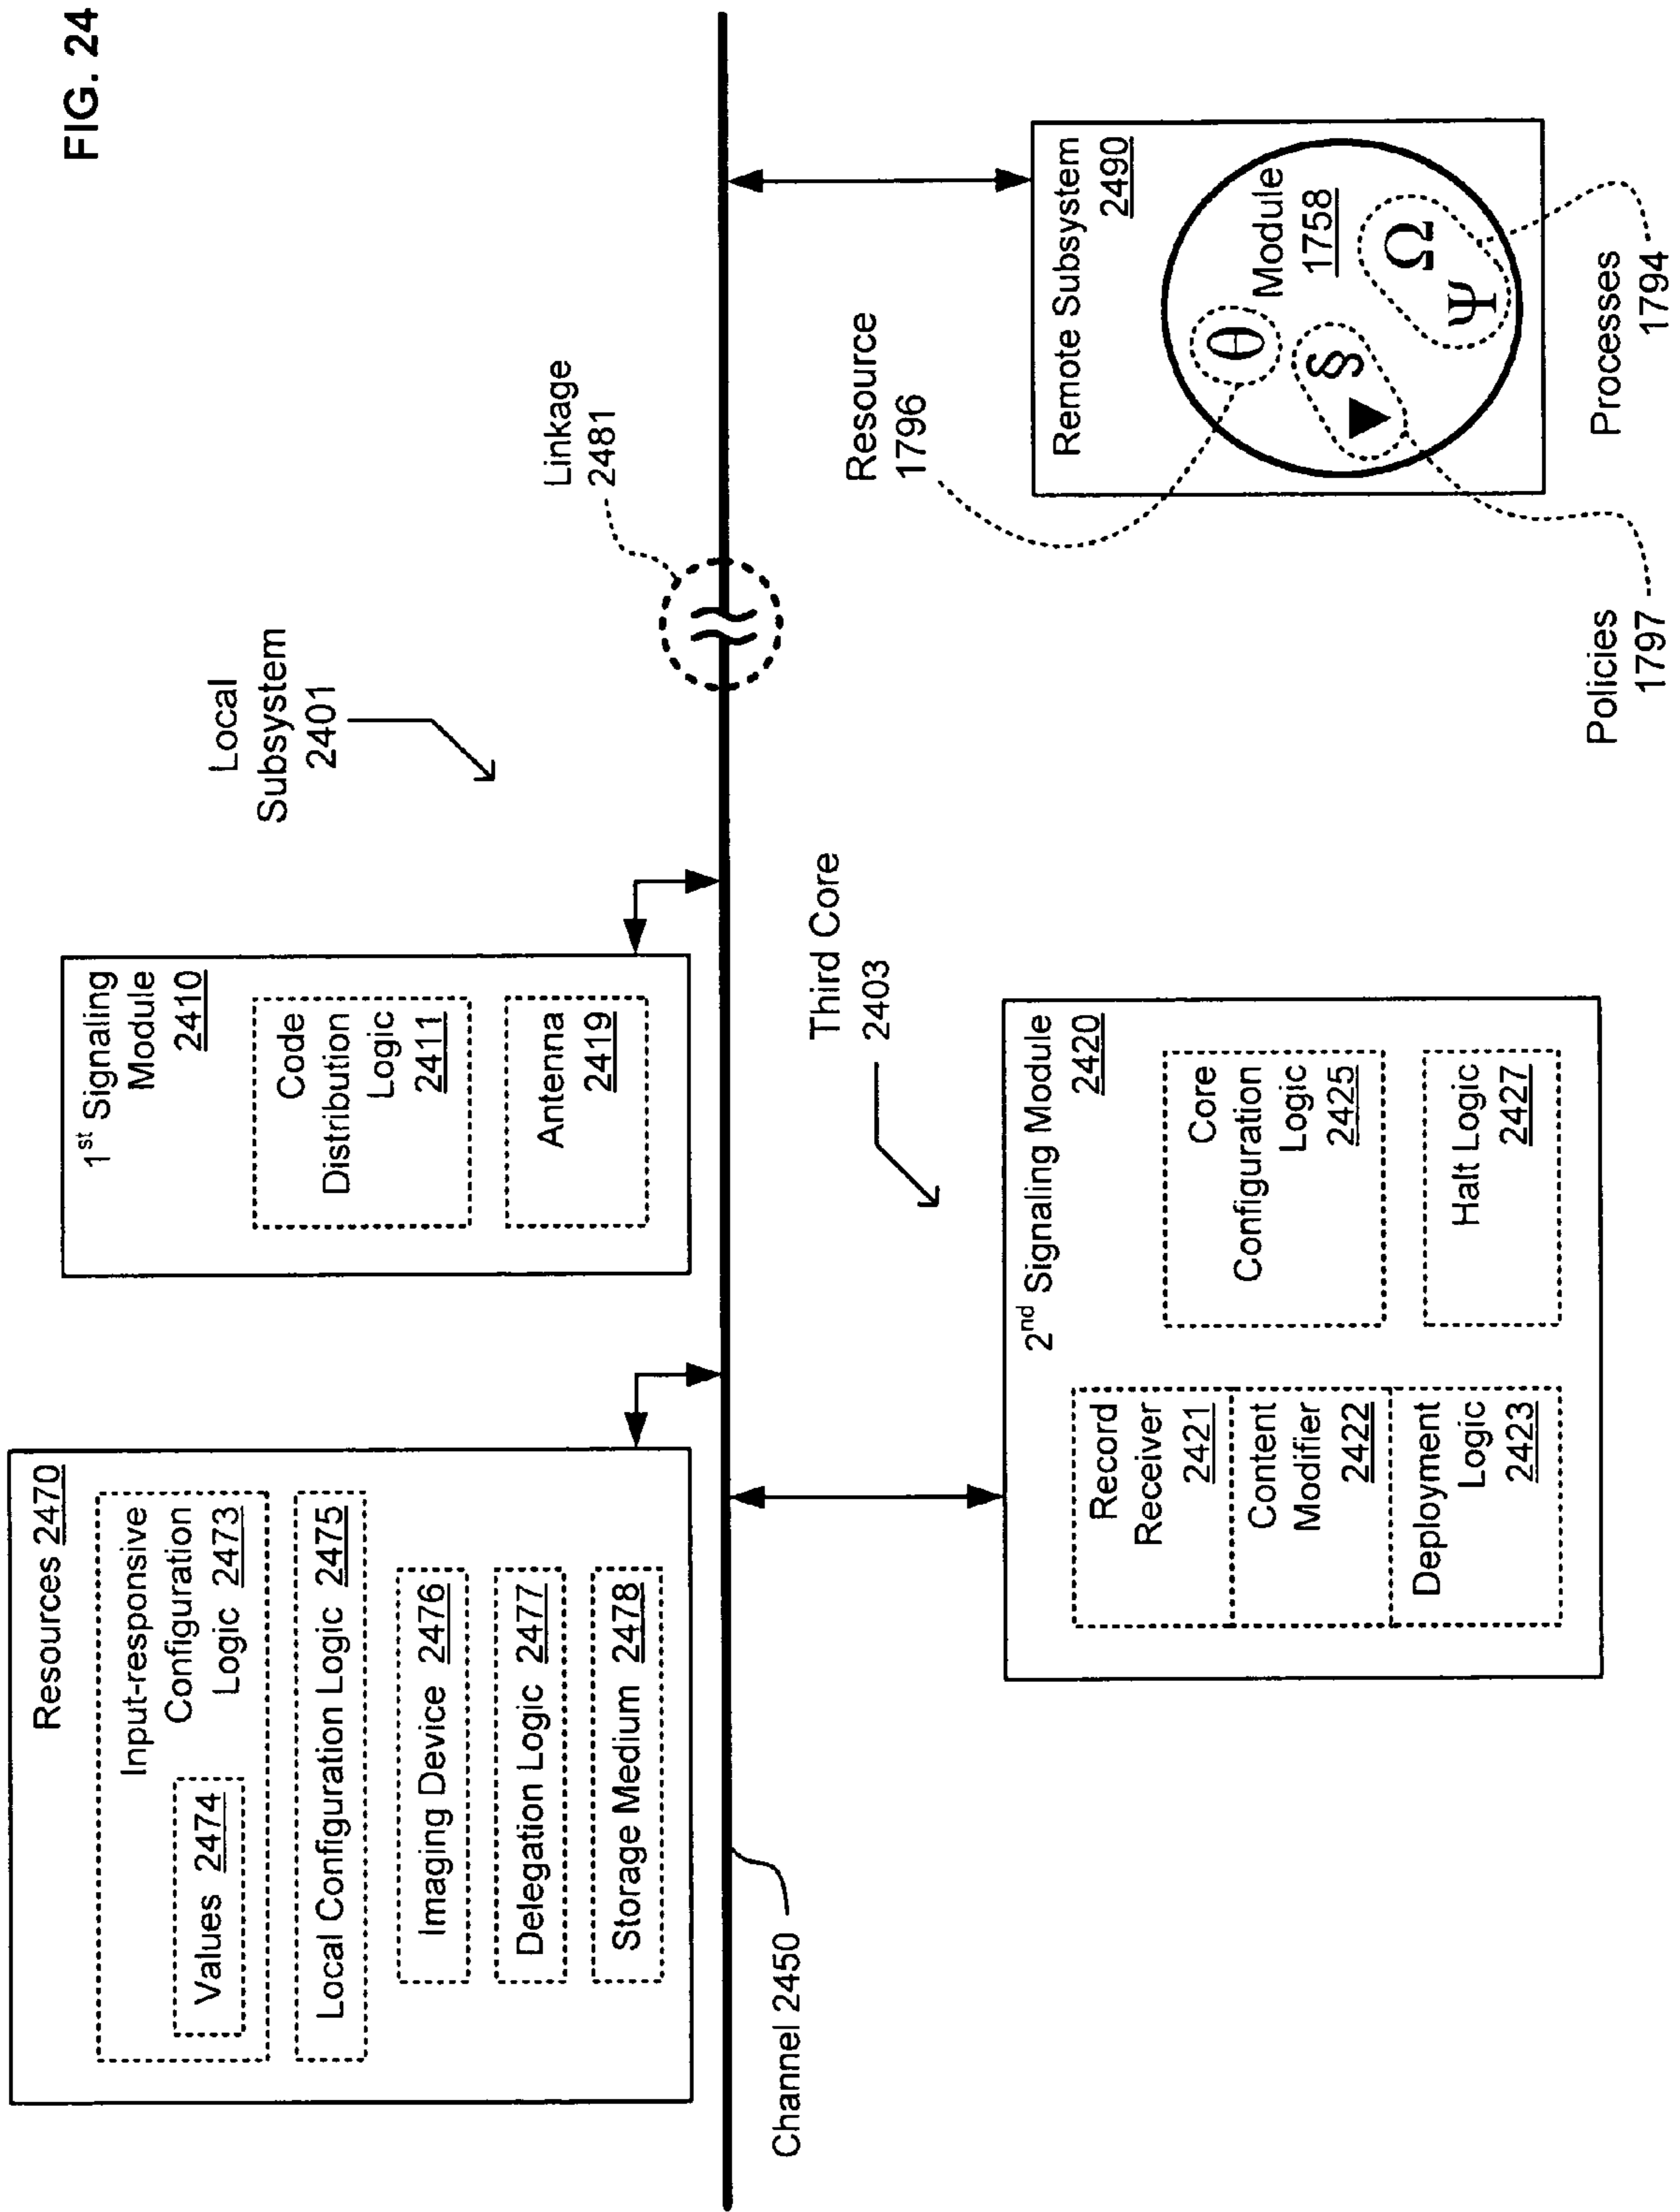 FIG. 24
Resources 2470
Input-responsive
Configuration
Logic 2473
Values 2474
Local Configuration Logic 2475
Imaging Device 2476
Delegation Logic 2477
Storage Medium 2478
1st Signaling
Module
2410
Code
Distribution
Logic
2411
Antenna
2419
Local
Subsystem
2401
Linkage
2481
≈
Channel 2450
Third Core
2403
2nd Signaling Module
2420
Record
Receiver
2421
Content
Modifier
2422
Deployment
Logic
2423
Core
Configuration
Logic
2425
Halt Logic
2427
Resource
1796
Remote Subsystem
2490
θ
Module
1758
§
Ω
Ψ
Policies
1797
Processes
1794